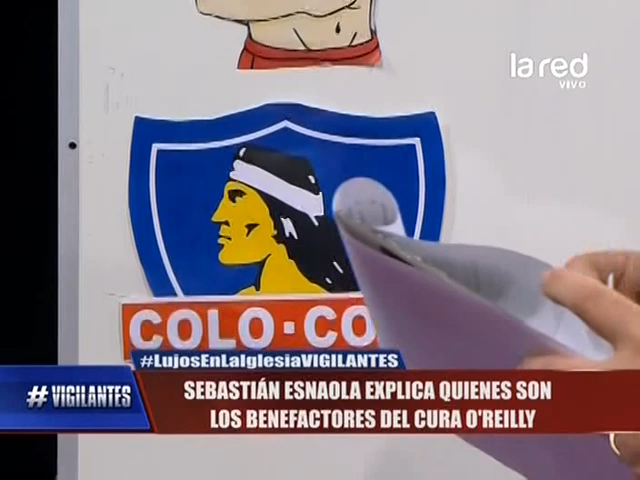 la red
VIVO
COLO-CO
#LujosEnLaIglesiaVIGILANTES
# VIGILANTES
SEBASTIÁN ESNAOLA EXPLICA QUIENES SON
LOS BENEFACTORES DEL CURA O'REILLY